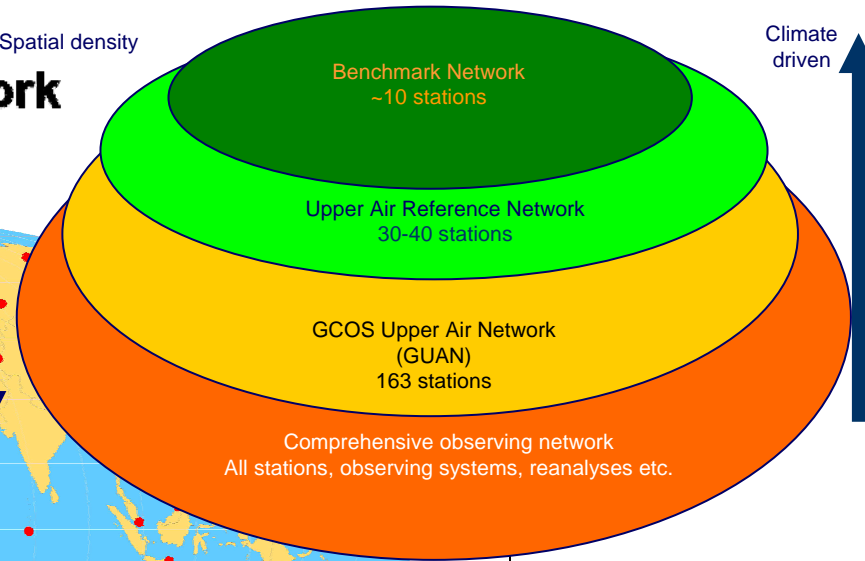 Spatial density
Climate
driven
ork
Benchmark Network
~10 stations
Upper Air Reference Network
30-40 stations
GCOS Upper Air Network
(GUAN)
163 stations
Comprehensive observing network
All stations, observing systems, reanalyses etc.